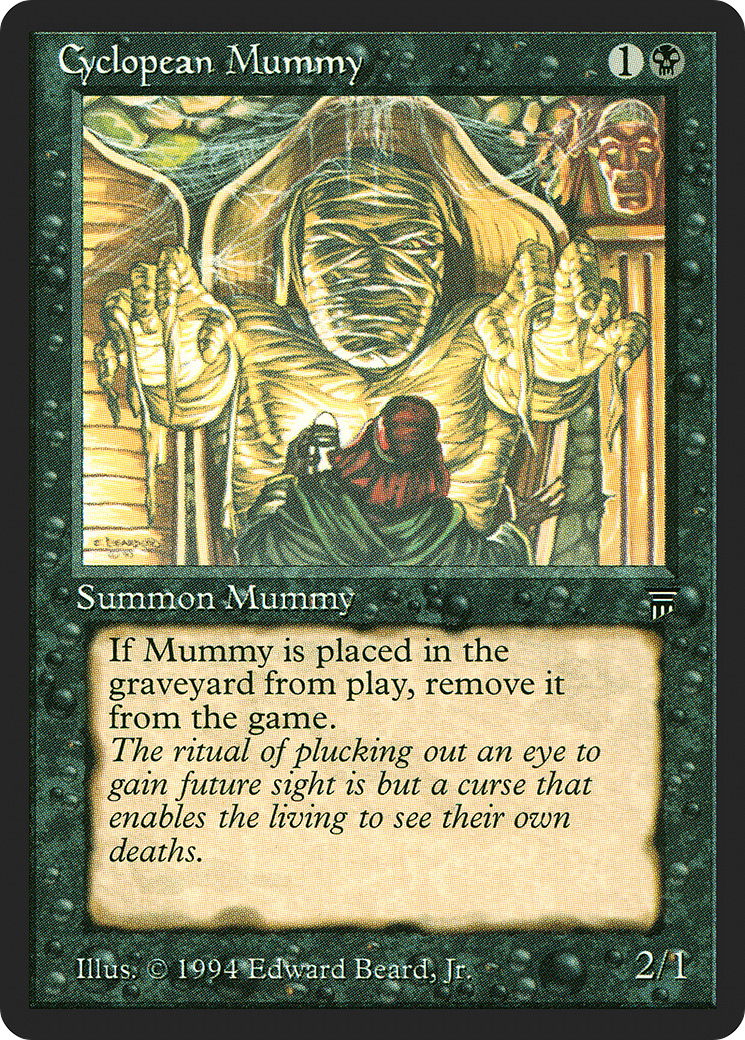 Cyclopean Mummy
1
Summon Mummy
If Mummy is placed in the
graveyard from play, remove it
from the game.
The ritual of plucking out an eye to
gain future sight is but a curse that
enables the living to see their own
deaths.
Illus: © 1994 Edward Beard, Jr.
2/1